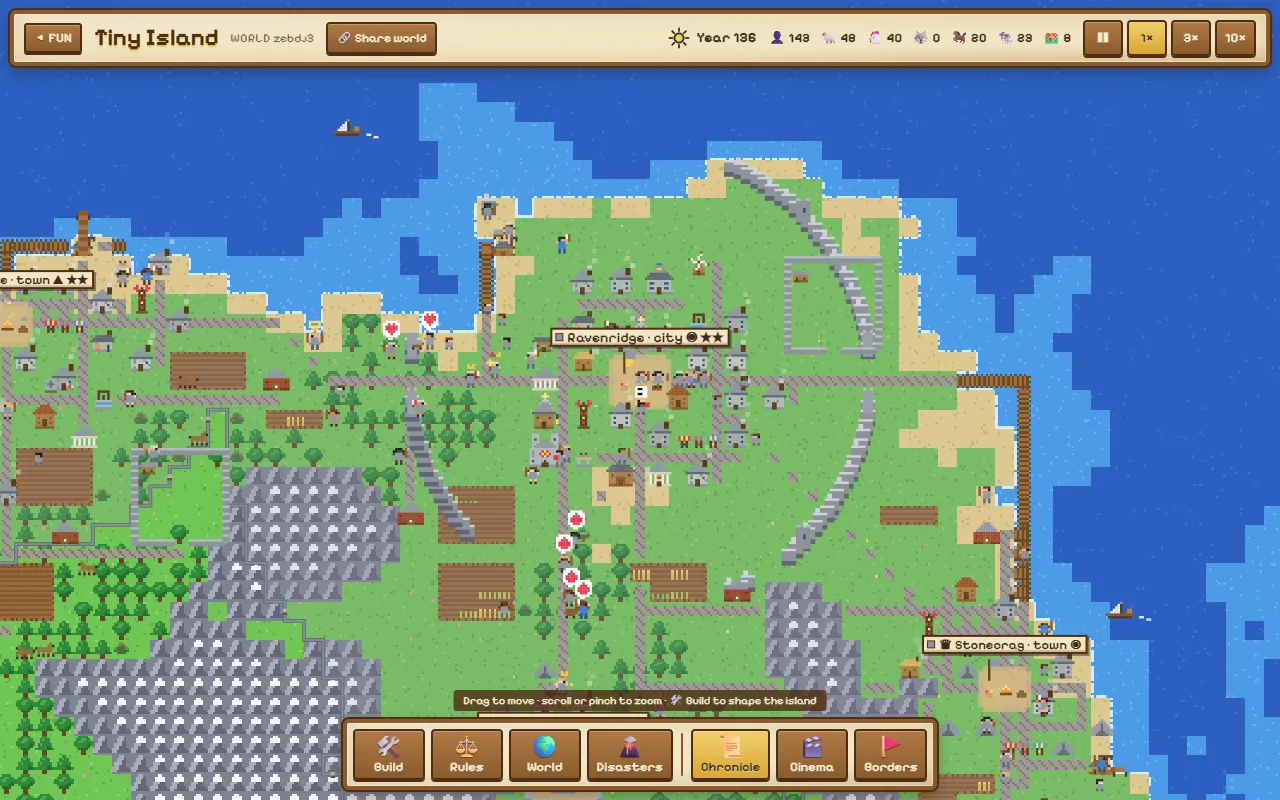 FUN
Tiny Island
WORLD zebdj3
Share world
Year 136
143
48
40
0
20
23
8
1×
3×
10×
town ▲ ★★
Ravenridge · city ◉ ★★
Stonecrag · town ◉
Drag to move · scroll or pinch to zoom · 🛠 Build to shape the island
Build
Rules
World
Disasters
Chronicle
Cinema
Borders